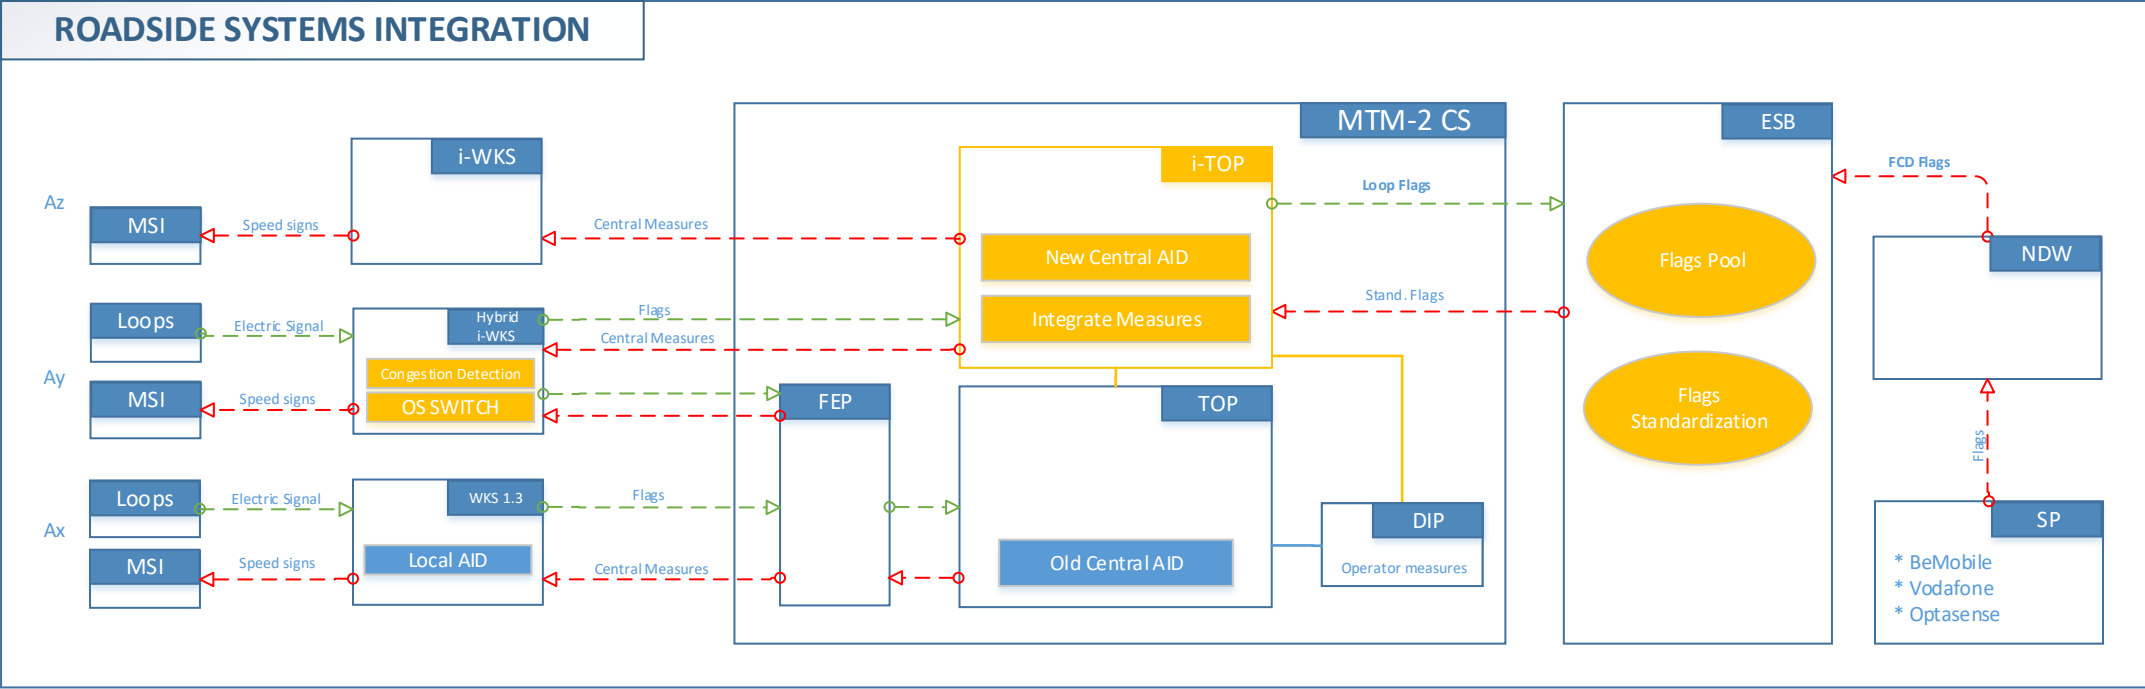 ROADSIDE SYSTEMS INTEGRATION
MTM-2 CS
ESB
i-WKS
i-TOP
FCD Flags
Loop Flags
Az
MSI
Speed signs
Central Measures
New Central AID
Flags Pool
NDW
Loops
Electric Signal
Hybrid
i-WKS
Flags
Central Measures
Integrate Measures
Stand. Flags
Ay
Congestion Detection
MSI
Speed signs
OS SWITCH
FEP
TOP
Flags
Standardization
Flags
Loops
Electric Signal
WKS 1.3
Flags
Ax
DIP
SP
MSI
Speed signs
Local AID
Central Measures
Old Central AID
Operator measures
* BeMobile
* Vodafone
* Optasense